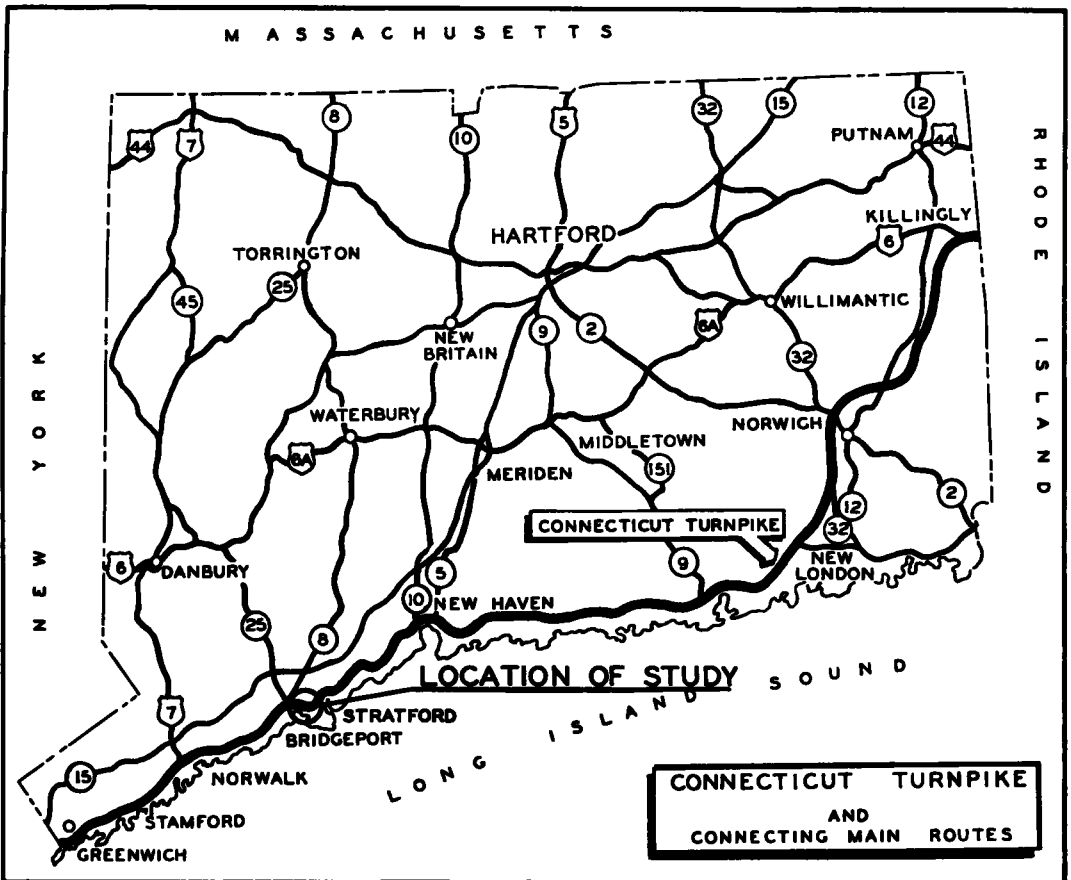 MASSACHUSETTS
8
32
15
12
10
5
44
7
PUTNAM
44
RHODE ISLAND
KILLINGLY
HARTFORD
6
TORRINGTON
25
45
WILLIMANTIC
9
2
6A
NEW
BRITAIN
32
NEW YORK
WATERBURY
NORWICH
MIDDLETOWN
6A
151
MERIDEN
2
12
CONNECTICUT TURNPIKE
32
6
DANBURY
5
9
NEW
LONDON
10
NEW HAVEN
25
8
LOCATION OF STUDY
LONG ISLAND SOUND
7
STRATFORD
BRIDGEPORT
15
NORWALK
STAMFORD
GREENWICH
CONNECTICUT TURNPIKE
AND
CONNECTING MAIN ROUTES